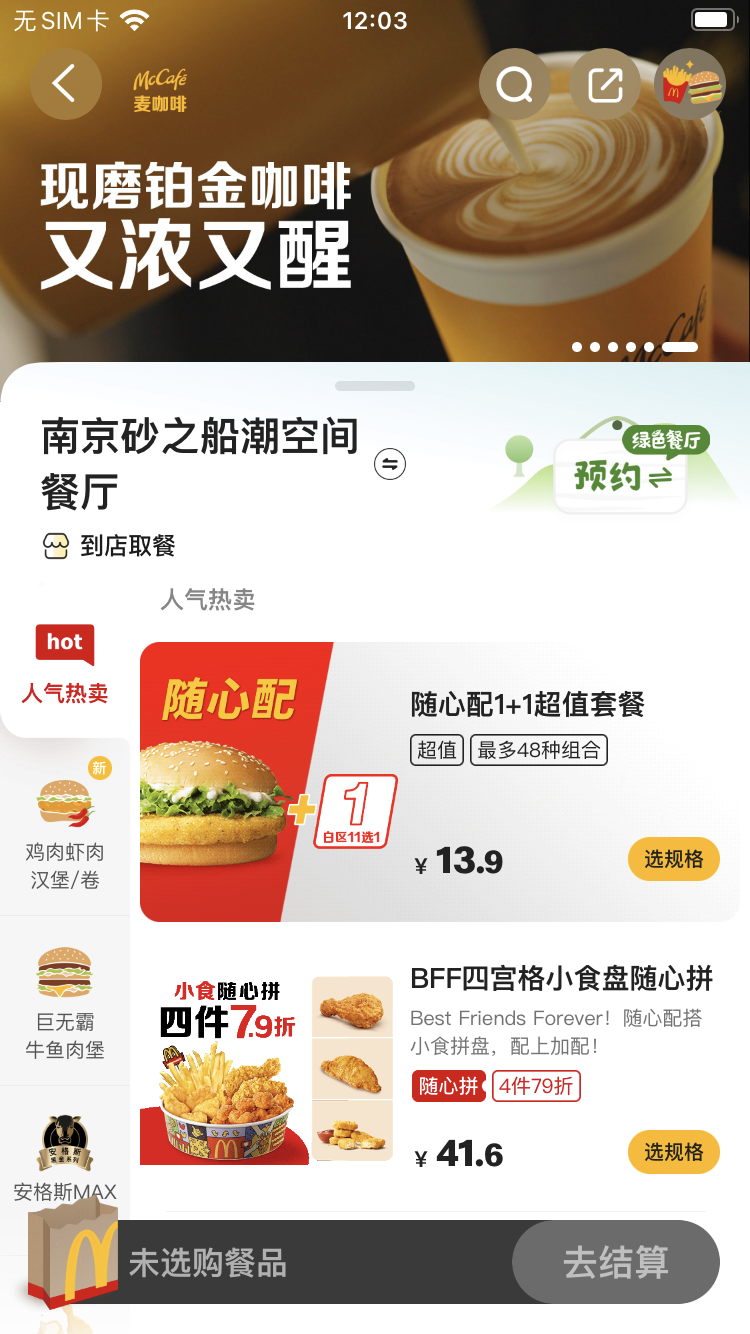 无SIM卡
12:03
McCafé
麦咖啡
现磨铂金咖啡
又浓又醒
南京砂之船潮空间
餐厅
绿色餐厅
预约
到店取餐
人气热卖
hot
人气热卖
新
鸡肉虾肉
汉堡/卷
巨无霸
牛鱼肉堡
安格斯
黑金系列
安格斯MAX
随心配
1
白区11选1
随心配1+1超值套餐
超值
最多48种组合
¥ 13.9
选规格
小食随心拼
四件7.9折
BFF四宫格小食盘随心拼
Best Friends Forever！随心配搭
小食拼盘，配上加配！
随心拼
4件79折
¥ 41.6
选规格
未选购餐品
去结算